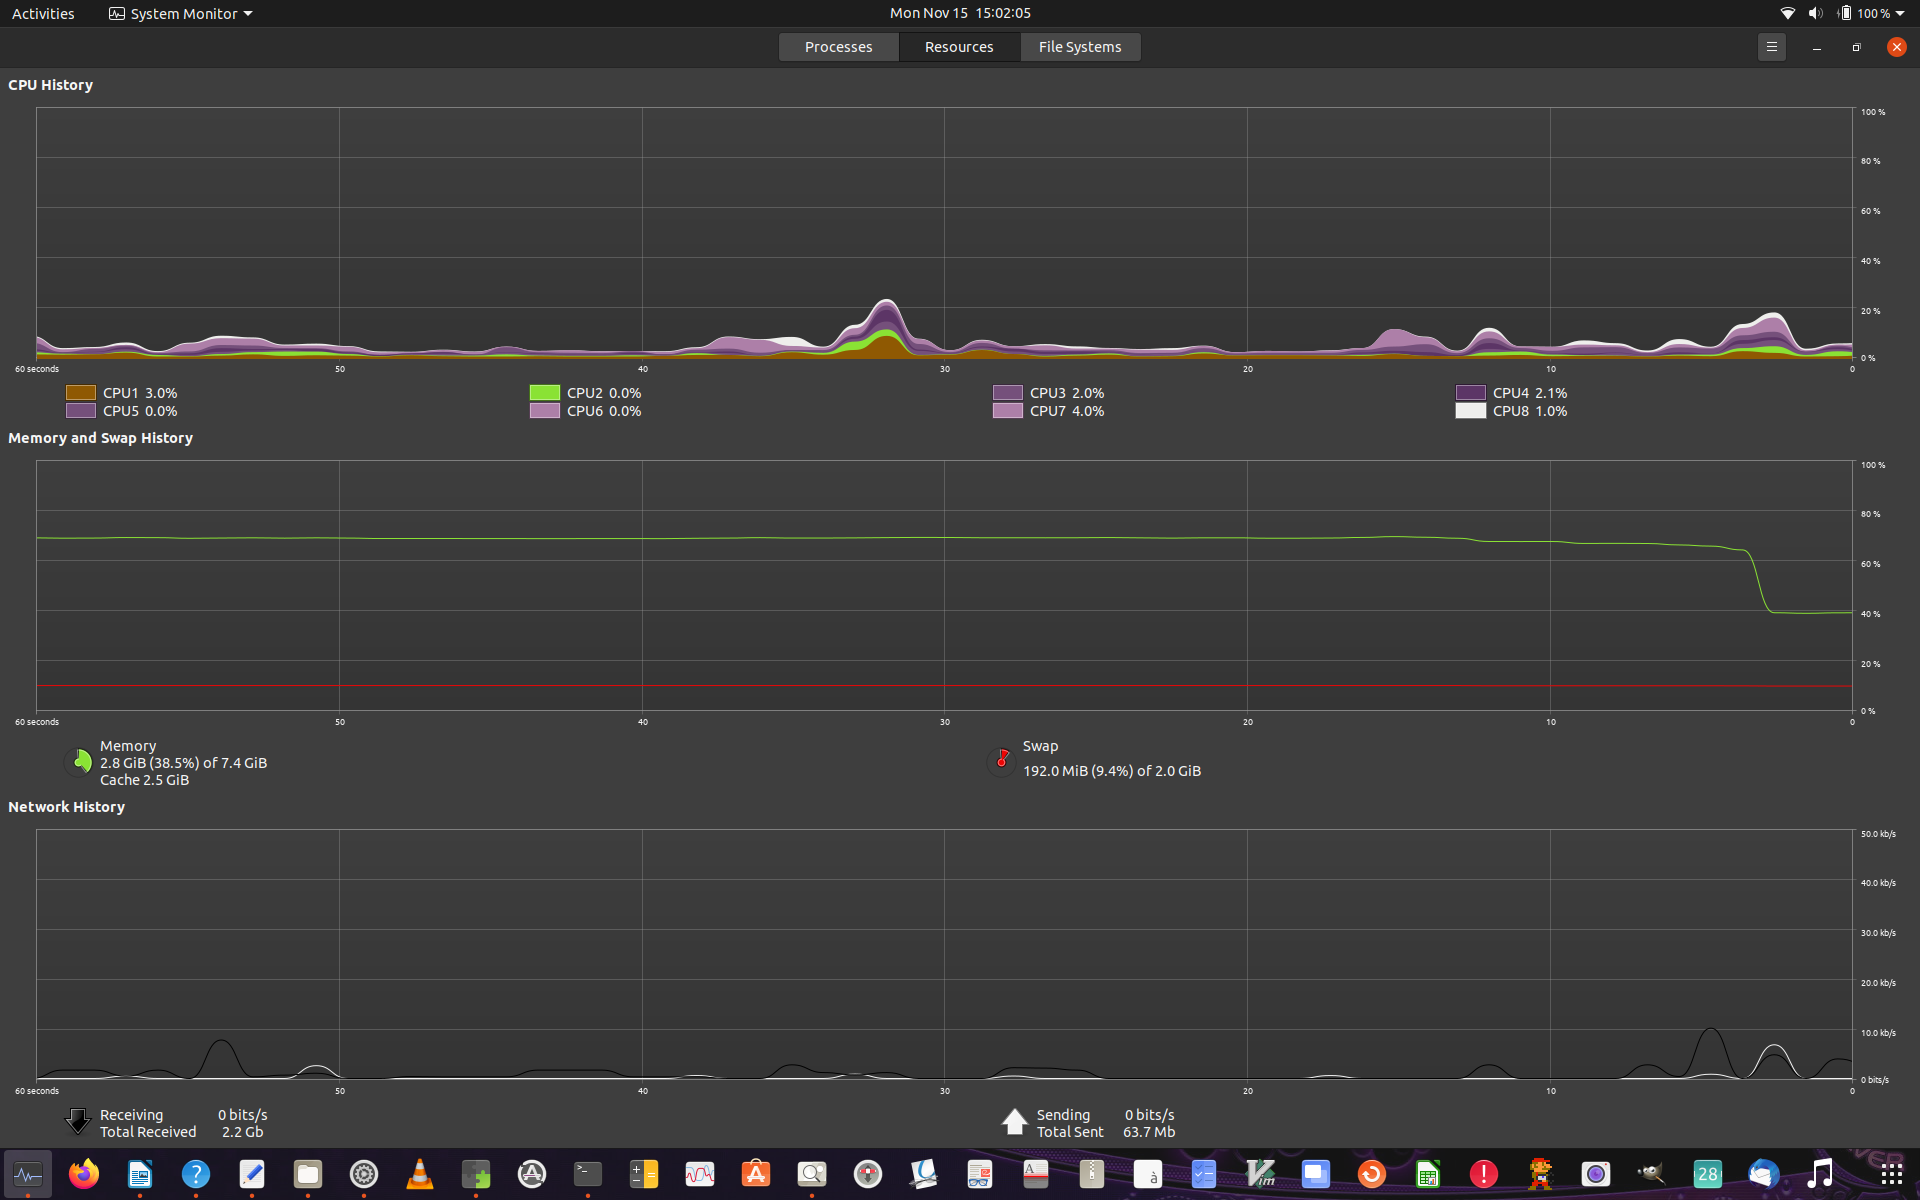 Activities System Monitor Mon Nov 15 15:02:05 100 %
Processes Resources File Systems
CPU History
100 %
80 %
60 %
40 %
20 %
0 %
60 seconds 50 40 30 20 10 0
CPU1 3.0% CPU2 0.0% CPU3 2.0% CPU4 2.1%
CPU5 0.0% CPU6 0.0% CPU7 4.0% CPU8 1.0%
Memory and Swap History
100 %
80 %
60 %
40 %
20 %
0 %
60 seconds 50 40 30 20 10 0
Memory
2.8 GiB (38.5%) of 7.4 GiB
Cache 2.5 GiB
Swap
192.0 MiB (9.4%) of 2.0 GiB
Network History
50.0 kb/s
40.0 kb/s
30.0 kb/s
20.0 kb/s
10.0 kb/s
0 bits/s
60 seconds 50 40 30 20 10 0
Receiving 0 bits/s
Total Received 2.2 Gb
Sending 0 bits/s
Total Sent 63.7 Mb
? >_ A à Vim ! 28